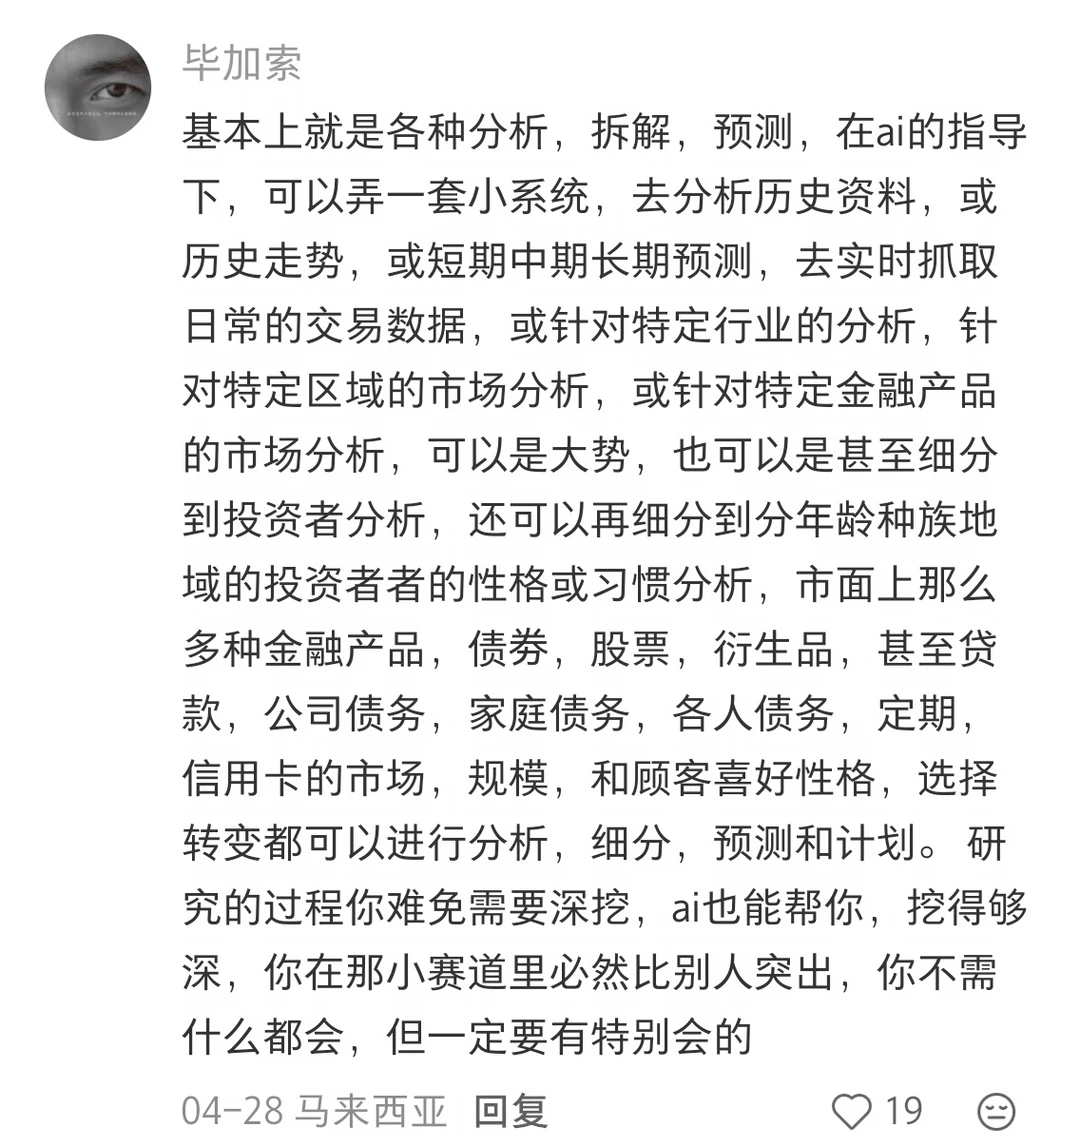 毕加索
基本上就是各种分析，拆解，预测，在ai的指导
下，可以弄一套小系统，去分析历史资料，或
历史走势，或短期中期长期预测，去实时抓取
日常的交易数据，或针对特定行业的分析，针
对特定区域的市场分析，或针对特定金融产品
的市场分析，可以是大势，也可以是甚至细分
到投资者分析，还可以再细分到分年龄种族地
域的投资者者的性格或习惯分析，市面上那么
多种金融产品，债券，股票，衍生品，甚至贷
款，公司债务，家庭债务，各人债务，定期，
信用卡的市场，规模，和顾客喜好性格，选择
转变都可以进行分析，细分，预测和计划。 研
究的过程你难免需要深挖，ai也能帮你，挖得够
深，你在那小赛道里必然比别人突出，你不需
什么都会，但一定要有特别会的
04-28 马来西亚 回复 19